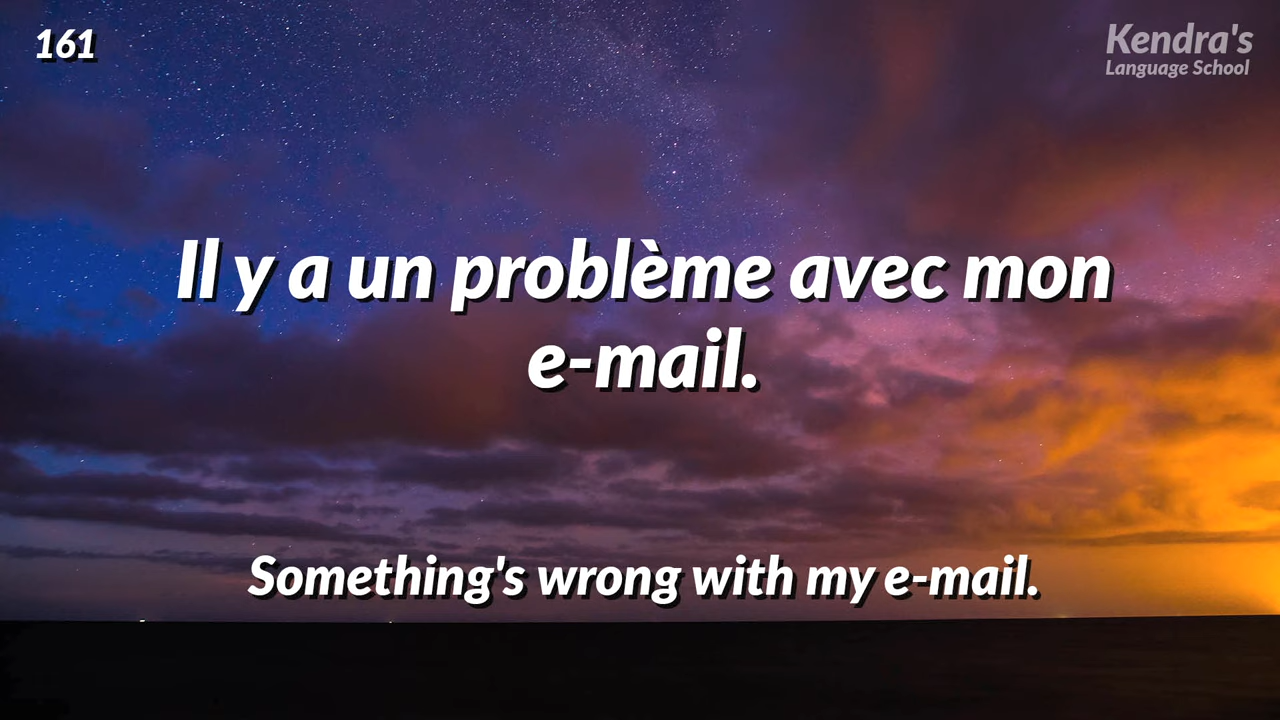 161
Kendra's
Language School
Il y a un problème avec mon
e-mail.
Something's wrong with my e-mail.